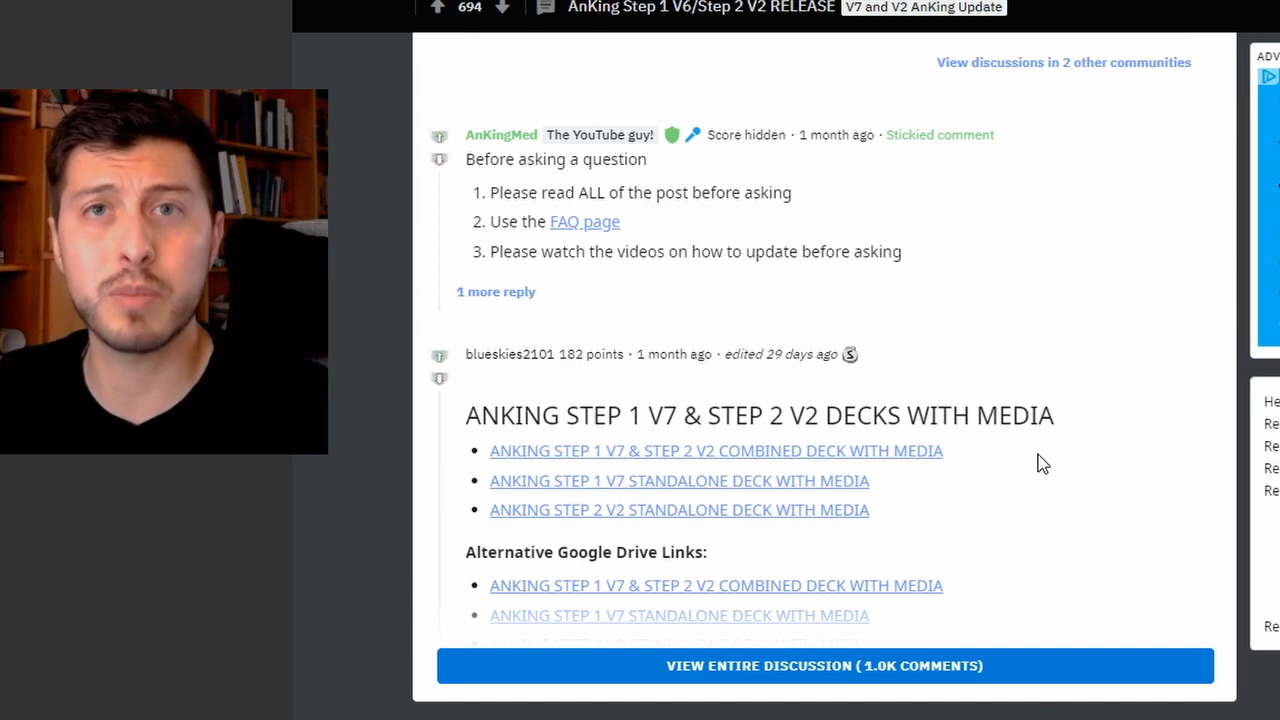 694 AnKing Step 1 V6/Step 2 V2 RELEASE V7 and V2 AnKing Update
View discussions in 2 other communities
ADV
AnKingMed The YouTube guy! Score hidden · 1 month ago · Stickied comment
Before asking a question
1. Please read ALL of the post before asking
2. Use the FAQ page
3. Please watch the videos on how to update before asking
1 more reply
blueskies2101 182 points · 1 month ago · edited 29 days ago
ANKING STEP 1 V7 & STEP 2 V2 DECKS WITH MEDIA
• ANKING STEP 1 V7 & STEP 2 V2 COMBINED DECK WITH MEDIA
• ANKING STEP 1 V7 STANDALONE DECK WITH MEDIA
• ANKING STEP 2 V2 STANDALONE DECK WITH MEDIA
Alternative Google Drive Links:
• ANKING STEP 1 V7 & STEP 2 V2 COMBINED DECK WITH MEDIA
• ANKING STEP 1 V7 STANDALONE DECK WITH MEDIA
VIEW ENTIRE DISCUSSION ( 1.0K COMMENTS)
He
Re
Re
Re
Re
Re